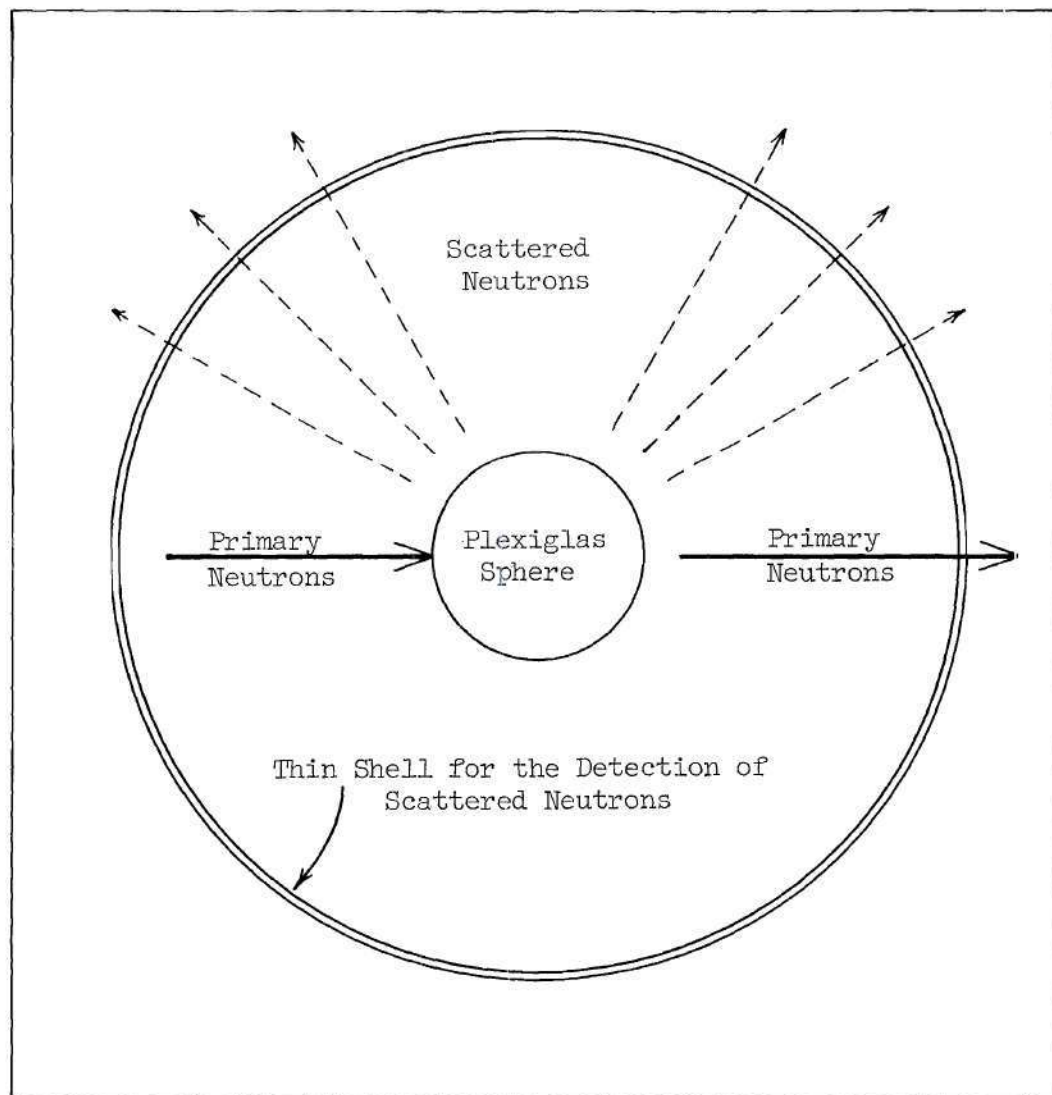 Scattered
Neutrons
Primary
Neutrons
Plexiglas
Sphere
Primary
Neutrons
Thin Shell for the Detection of
Scattered Neutrons